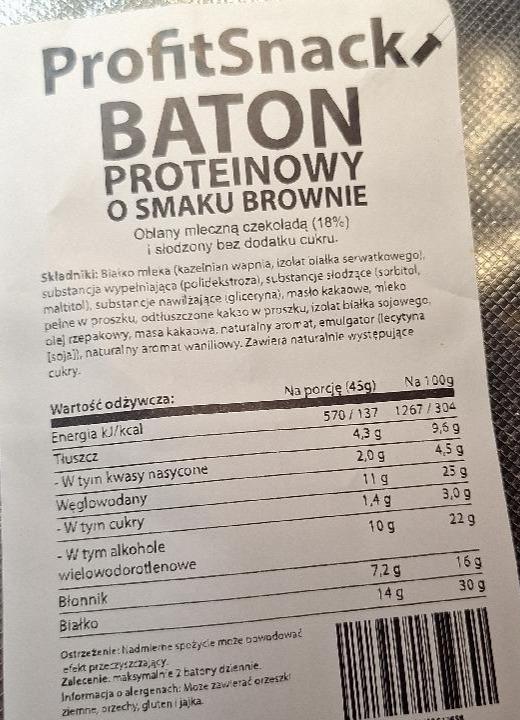 ProfitSnack
BATON
PROTEINOWY
O SMAKU BROWNIE
Oblany mleczną czekoladą (18%)
i słodzony bez dodatku cukru.
Składniki: Białko mleka (kazeinian wapnia, izolat białka serwatkowego),
substancja wypełniająca (polidekstroza), substancje słodzące (sorbitol,
maltitol), substancje nawilżające (gliceryna), masło kakaowe, mleko
pełne w proszku, odtłuszczone kakao w proszku, izolat białka sojowego,
olej rzepakowy, masa kakaowa, naturalny aromat, emulgator (lecytyna
[soja]), naturalny aromat waniliowy. Zawiera naturalnie występujące
cukry.
Wartość odżywcza: Na porcję (45g) Na 100g
Energia kJ/kcal 570 / 137 1267 / 304
Tłuszcz 4,3 g 9,6 g
- W tym kwasy nasycone 2,0 g 4,5 g
Węglowodany 11 g 25 g
- W tym cukry 1,4 g 3,0 g
- W tym alkohole
wielowodorotlenowe 10 g 22 g
Błonnik 7,2 g 16 g
Białko 14 g 30 g
Ostrzeżenie: Nadmierne spożycie może powodować
efekt przeczyszczający.
Zalecenie: maksymalnie 2 batony dziennie.
Informacja o alergenach: Może zawierać orzeszki
ziemne, orzechy, gluten i jajka.